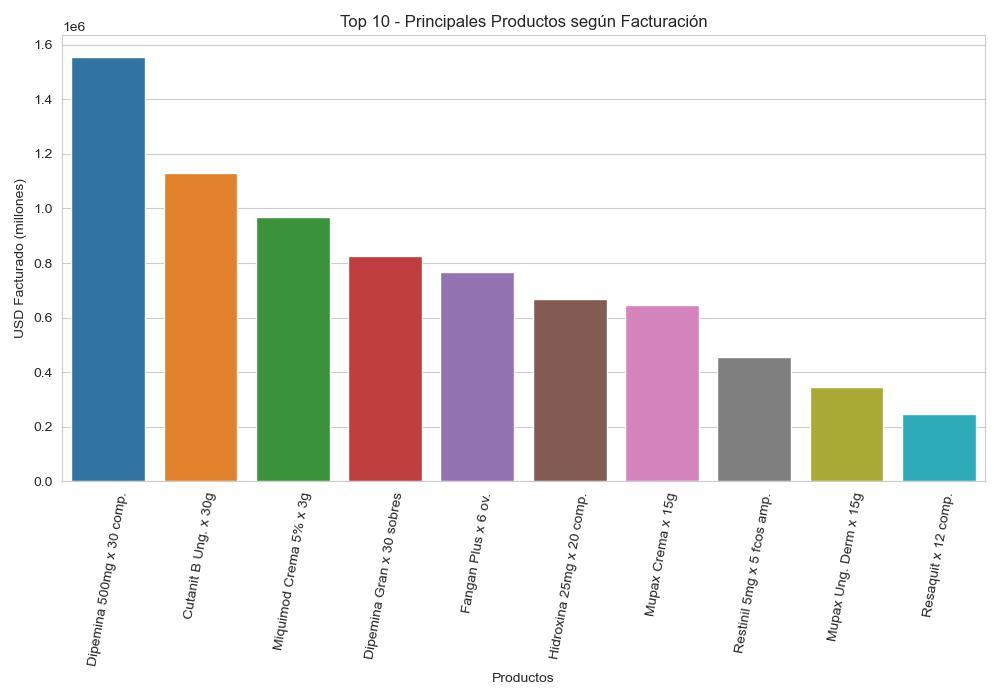 Top 10 - Principales Productos según Facturación
1e6
1.6
1.4
1.2
1.0
0.8
0.6
0.4
0.2
0.0
USD Facturado (millones)
Dipemina 500mg x 30 comp.
Cutanit B Ung. x 30g
Miquimod Crema 5% x 3g
Dipemina Gran x 30 sobres
Fangan Plus x 6 ov.
Hidroxina 25mg x 20 comp.
Mupax Crema x 15g
Restinil 5mg x 5 fcos amp.
Mupax Ung. Derm x 15g
Resaquit x 12 comp.
Productos